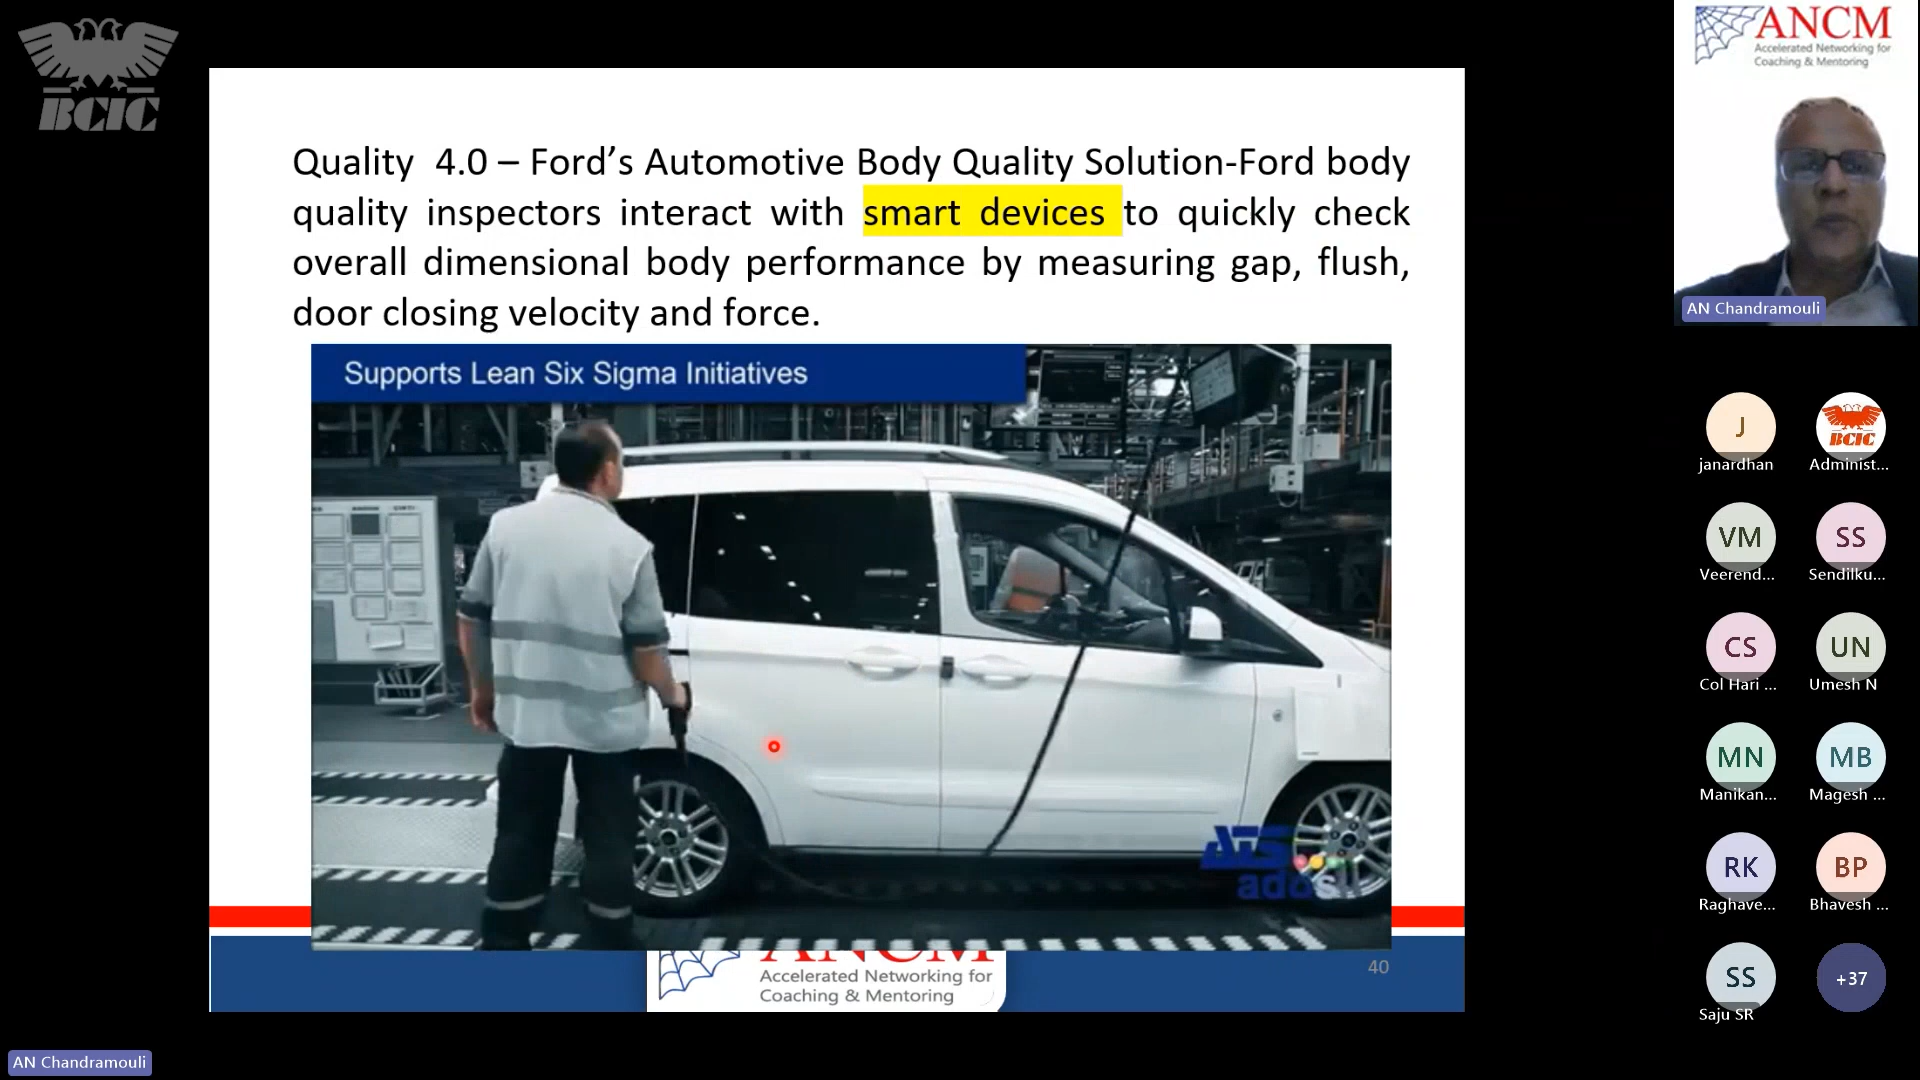 BCIC
Quality 4.0 – Ford’s Automotive Body Quality Solution-Ford body
quality inspectors interact with smart devices to quickly check
overall dimensional body performance by measuring gap, flush,
door closing velocity and force.
Supports Lean Six Sigma Initiatives
ATS
ados
ANCM
Accelerated Networking for
Coaching & Mentoring
40
AN Chandramouli
ANCM
Accelerated Networking for
Coaching & Mentoring
AN Chandramouli
J
janardhan
BCIC
Administ...
VM
Veerend...
SS
Sendilku...
CS
Col Hari ...
UN
Umesh N
MN
Manikan...
MB
Magesh ...
RK
Raghave...
BP
Bhavesh ...
SS
Saju SR
+37